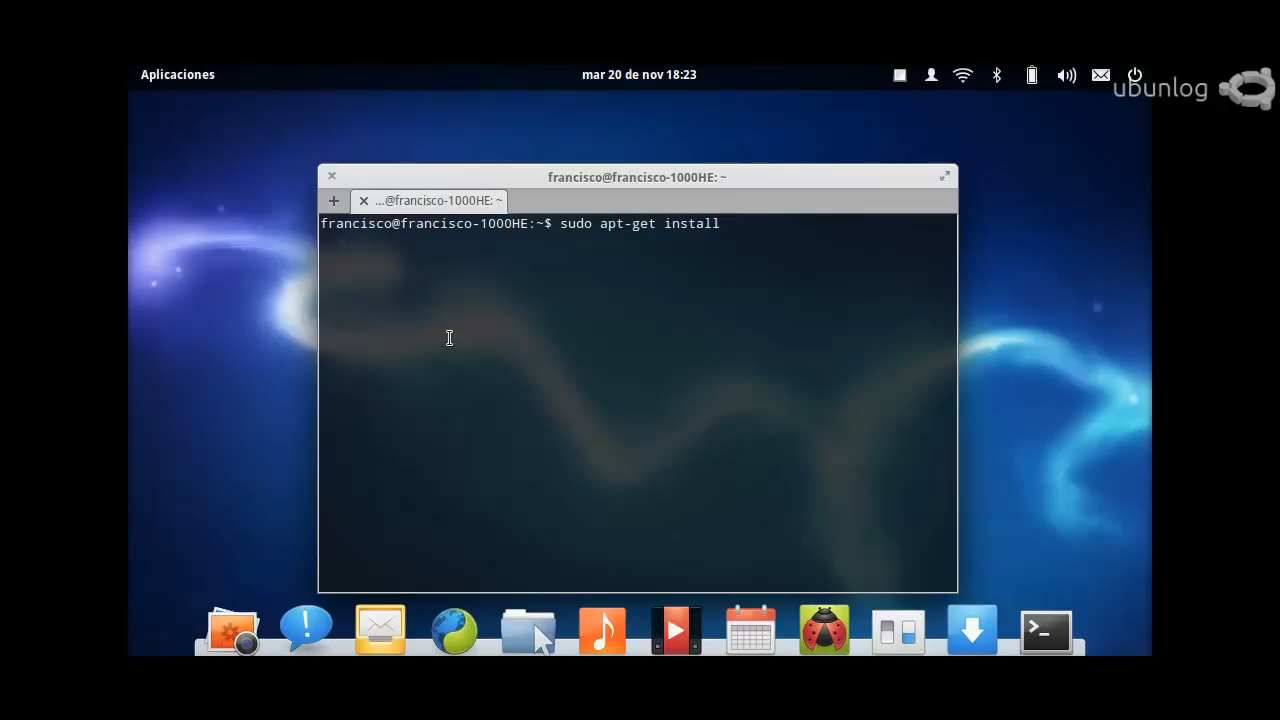 Aplicaciones
mar 20 de nov 18:23
ubunlog
francisco@francisco-1000HE: ~
+ × ...@francisco-1000HE: ~
francisco@francisco-1000HE:~$ sudo apt-get install
>_